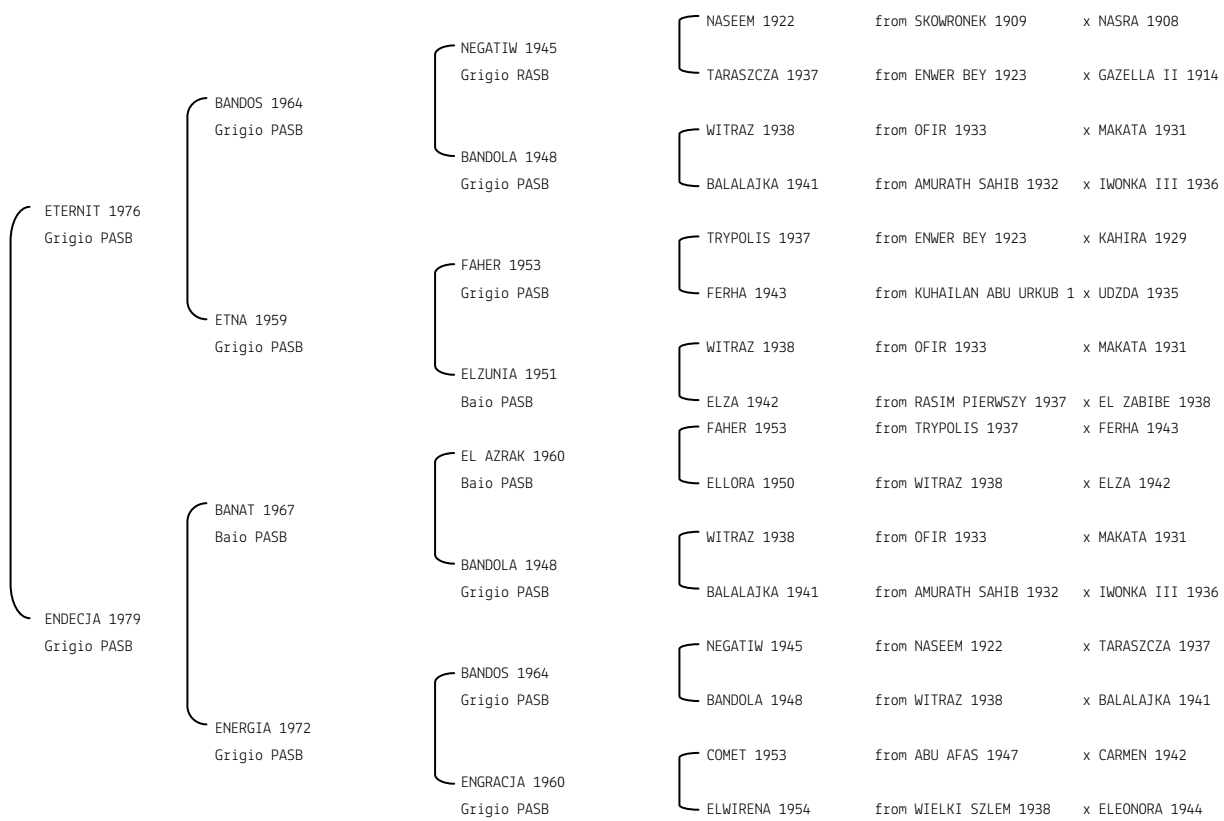 NASEEM 1922 from SKOWRONEK 1909 x NASRA 1908
NEGATIW 1945
Grigio RASB
TARASZCZA 1937 from ENWER BEY 1923 x GAZELLA II 1914
BANDOS 1964
Grigio PASB
WITRAZ 1938 from OFIR 1933 x MAKATA 1931
BANDOLA 1948
Grigio PASB
BALALAJKA 1941 from AMURATH SAHIB 1932 x IWONKA III 1936
ETERNIT 1976
Grigio PASB
TRYPOLIS 1937 from ENWER BEY 1923 x KAHIRA 1929
FAHER 1953
Grigio PASB
FERHA 1943 from KUHAILAN ABU URKUB 1 x UDZDA 1935
ETNA 1959
Grigio PASB
WITRAZ 1938 from OFIR 1933 x MAKATA 1931
ELZUNIA 1951
Baio PASB
ELZA 1942 from RASIM PIERWSZY 1937 x EL ZABIBE 1938
FAHER 1953 from TRYPOLIS 1937 x FERHA 1943
EL AZRAK 1960
Baio PASB
ELLORA 1950 from WITRAZ 1938 x ELZA 1942
BANAT 1967
Baio PASB
WITRAZ 1938 from OFIR 1933 x MAKATA 1931
BANDOLA 1948
Grigio PASB
BALALAJKA 1941 from AMURATH SAHIB 1932 x IWONKA III 1936
ENDECJA 1979
Grigio PASB
NEGATIW 1945 from NASEEM 1922 x TARASZCZA 1937
BANDOS 1964
Grigio PASB
BANDOLA 1948 from WITRAZ 1938 x BALALAJKA 1941
ENERGIA 1972
Grigio PASB
COMET 1953 from ABU AFAS 1947 x CARMEN 1942
ENGRACJA 1960
Grigio PASB
ELWIRENA 1954 from WIELKI SZLEM 1938 x ELEONORA 1944